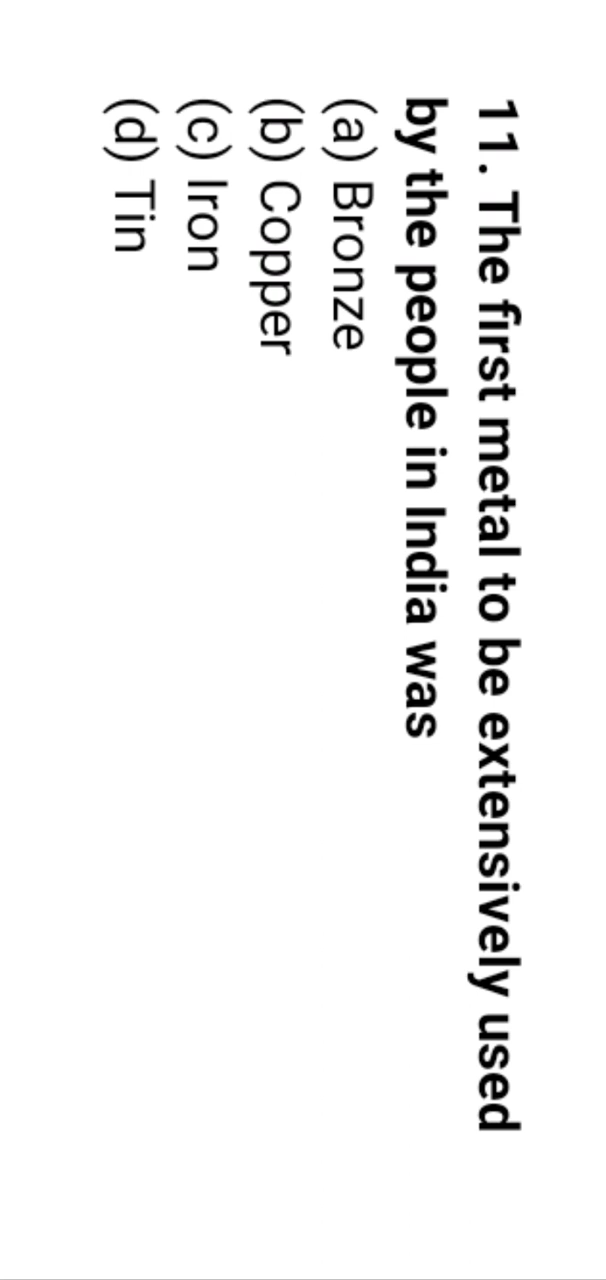 11. The first metal to be extensively used
by the people in India was
(a) Bronze
(b) Copper
(c) Iron
(d) Tin